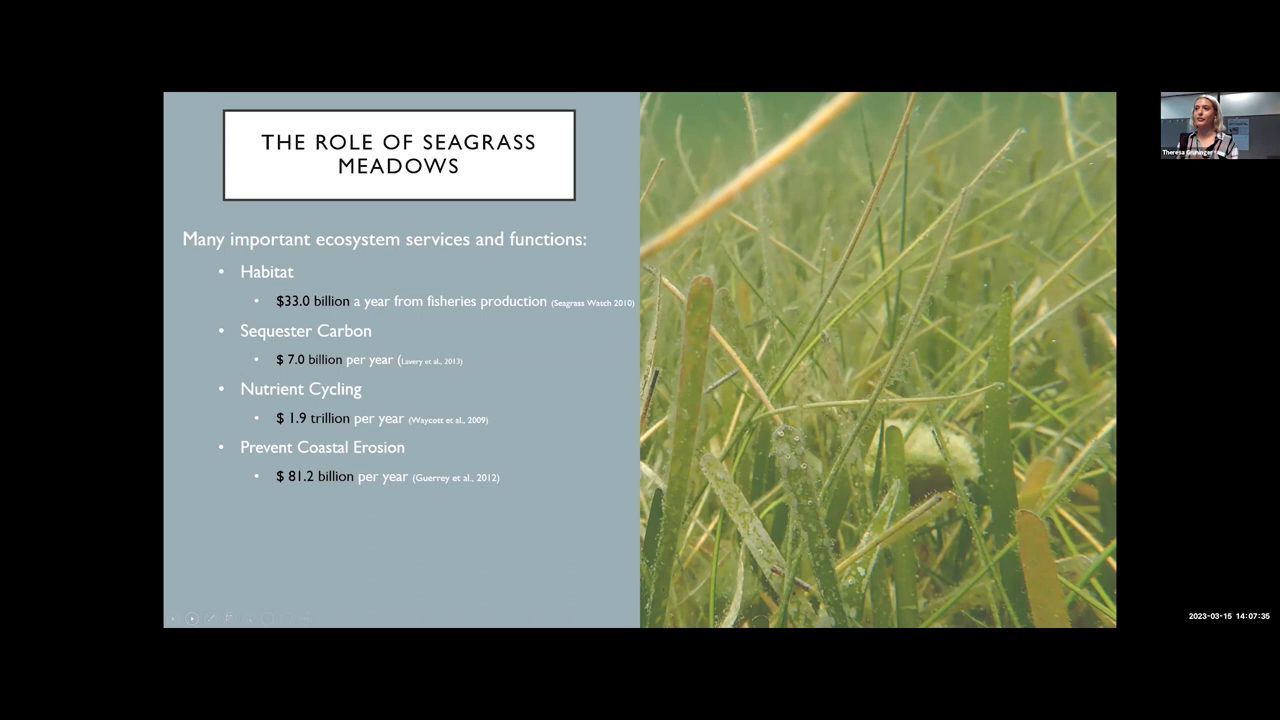 THE ROLE OF SEAGRASS
MEADOWS
Many important ecosystem services and functions:
• Habitat
• $33.0 billion a year from fisheries production (Seagrass Watch 2010)
• Sequester Carbon
• $ 7.0 billion per year (Lavery et al., 2013)
• Nutrient Cycling
• $ 1.9 trillion per year (Waycott et al., 2009)
• Prevent Coastal Erosion
• $ 81.2 billion per year (Guerrey et al., 2012)
Theresa Gruninger
2023-03-15 14:07:35